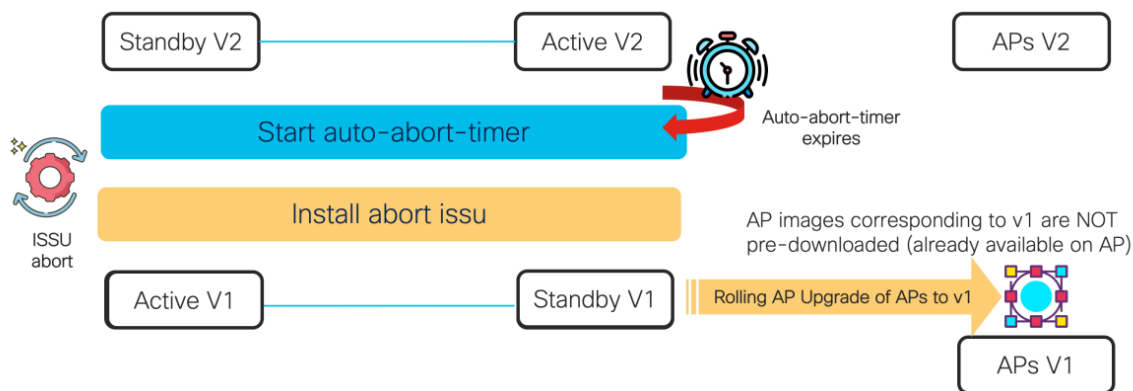 Standby V2
Active V2
APs V2
Start auto-abort-timer
Auto-abort-timer
expires
ISSU
abort
Install abort issu
AP images corresponding to v1 are NOT
pre-downloaded (already available on AP)
Active V1
Standby V1
Rolling AP Upgrade of APs to v1
APs V1